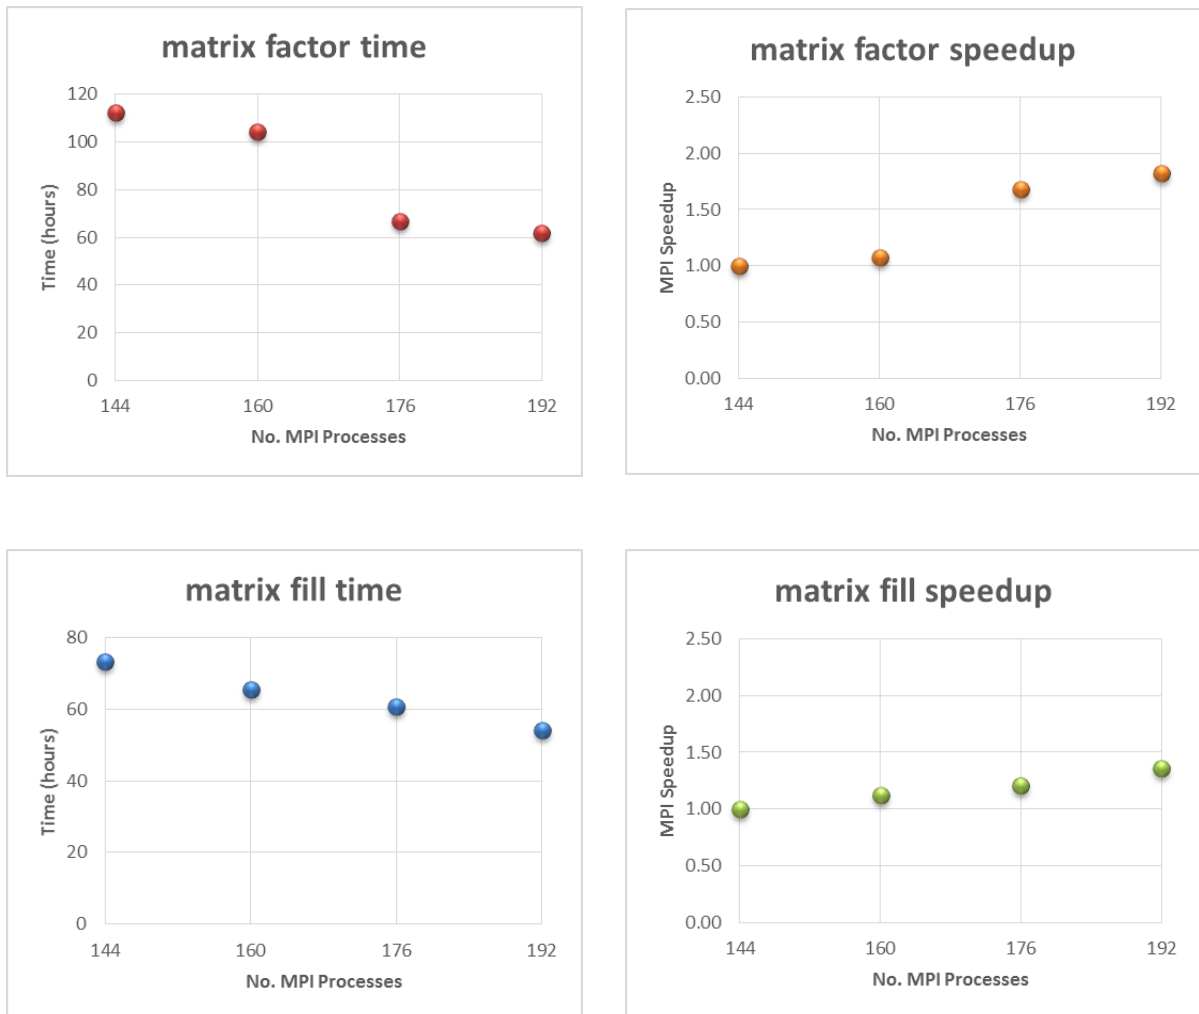 matrix factor time
120
100
80
60
40
20
0
Time (hours)
144 160 176 192
No. MPI Processes
matrix factor speedup
2.50
2.00
1.50
1.00
0.50
0.00
MPI Speedup
144 160 176 192
No. MPI Processes
matrix fill time
80
60
40
20
0
Time (hours)
144 160 176 192
No. MPI Processes
matrix fill speedup
2.50
2.00
1.50
1.00
0.50
0.00
MPI Speedup
144 160 176 192
No. MPI Processes